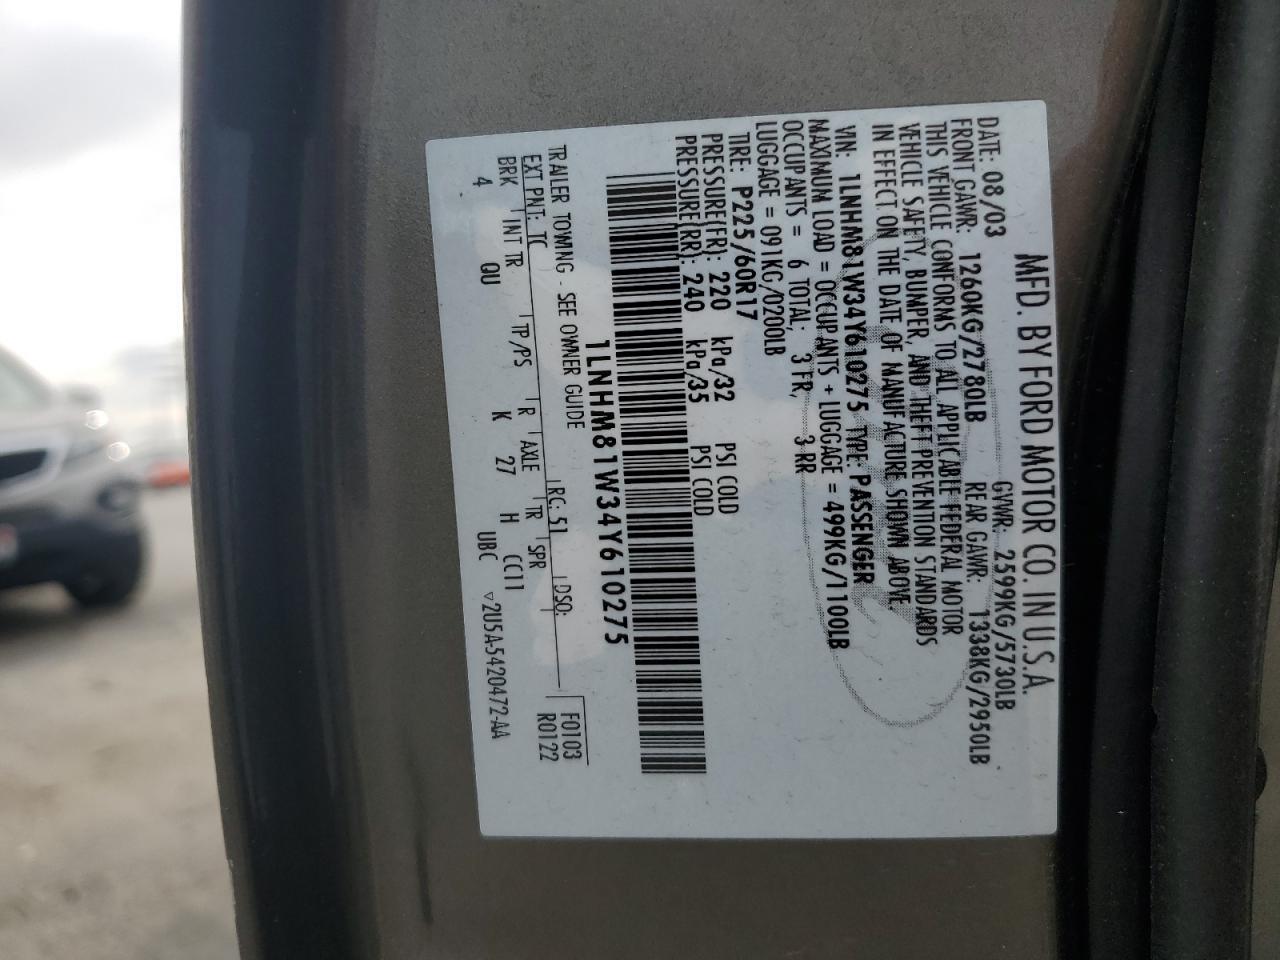 MFD. BY FORD MOTOR CO. IN U.S.A.
DATE: 08/03 GVWR: 2599KG/5730LB
FRONT GAWR: 1260KG/2780LB REAR GAWR: 1338KG/2950LB
THIS VEHICLE CONFORMS TO ALL APPLICABLE FEDERAL MOTOR
VEHICLE SAFETY, BUMPER, AND THEFT PREVENTION STANDARDS
IN EFFECT ON THE DATE OF MANUFACTURE SHOWN ABOVE.
VIN: 1LNHM81W34Y610275 TYPE: PASSENGER
MAXIMUM LOAD = OCCUPANTS + LUGGAGE = 499KG/1100LB
OCCUPANTS = 6 TOTAL, 3 FR, 3 RR
LUGGAGE = 091KG/0200LB
TIRE: P225/60R17
PRESSURE(FR): 220 kPa/32 PSI COLD
PRESSURE(RR): 240 kPa/35 PSI COLD
1LNHM81W34Y610275
TRAILER TOWING - SEE OWNER GUIDE
F0103
EXT PNT: TC RC: 51 DSO:
R0122
BRK INT TR TP/PS R AXLE TR SPR
4 QU K 27 H CC11
UBC ▽2U5A-5420472-AA